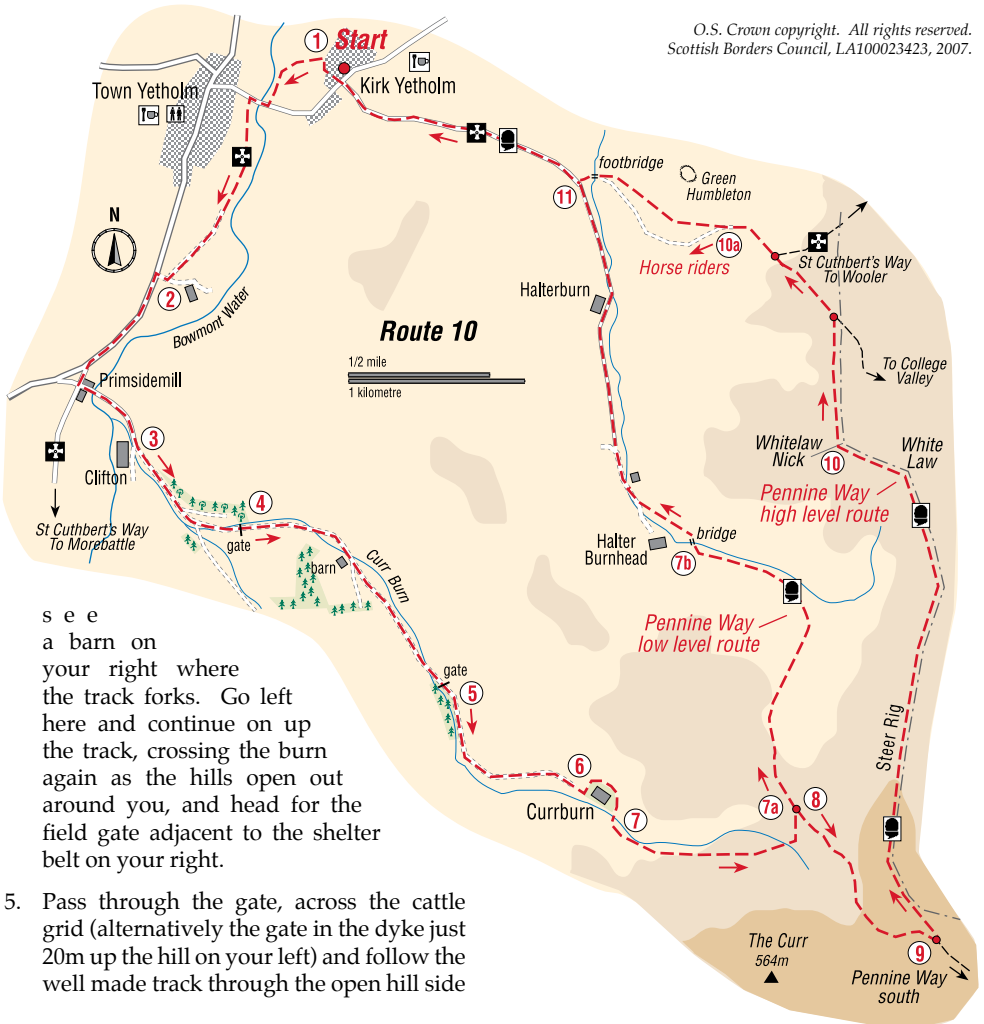 O.S. Crown copyright. All rights reserved.
Scottish Borders Council, LA100023423, 2007.
1 Start
Kirk Yetholm
Town Yetholm
footbridge
11
Green
Humbleton
10a
Horse riders
St Cuthbert's Way
To Wooler
N
2
Bowmont Water
Halterburn
Route 10
1/2 mile
1 kilometre
To College
Valley
Primsidemill
3
Clifton
St Cuthbert's Way
To Morebattle
4
gate
barn
Curr Burn
Whitelaw
Nick
10
White
Law
Pennine Way
high level route
Halter
Burnhead
bridge
7b
Pennine Way
low level route
Steer Rig
gate
5
6
Currburn
7
7a
8
9
The Curr
564m
Pennine Way
south
see
a barn on
your right where
the track forks. Go left
here and continue on up
the track, crossing the burn
again as the hills open out
around you, and head for the
field gate adjacent to the shelter
belt on your right.
5. Pass through the gate, across the cattle
grid (alternatively the gate in the dyke just
20m up the hill on your left) and follow the
well made track through the open hill side